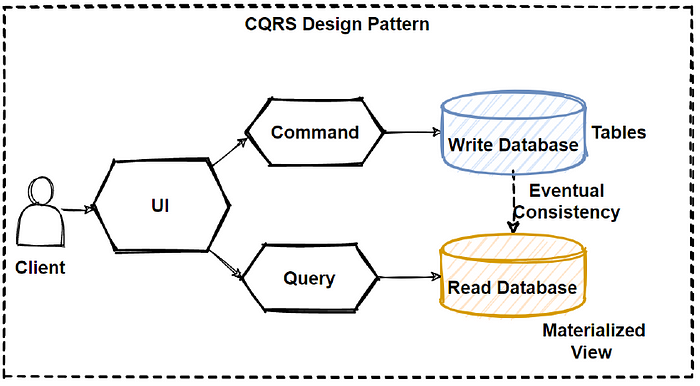 CQRS Design Pattern
Command
Write Database
Tables
UI
Eventual
Consistency
Client
Query
Read Database
Materialized
View